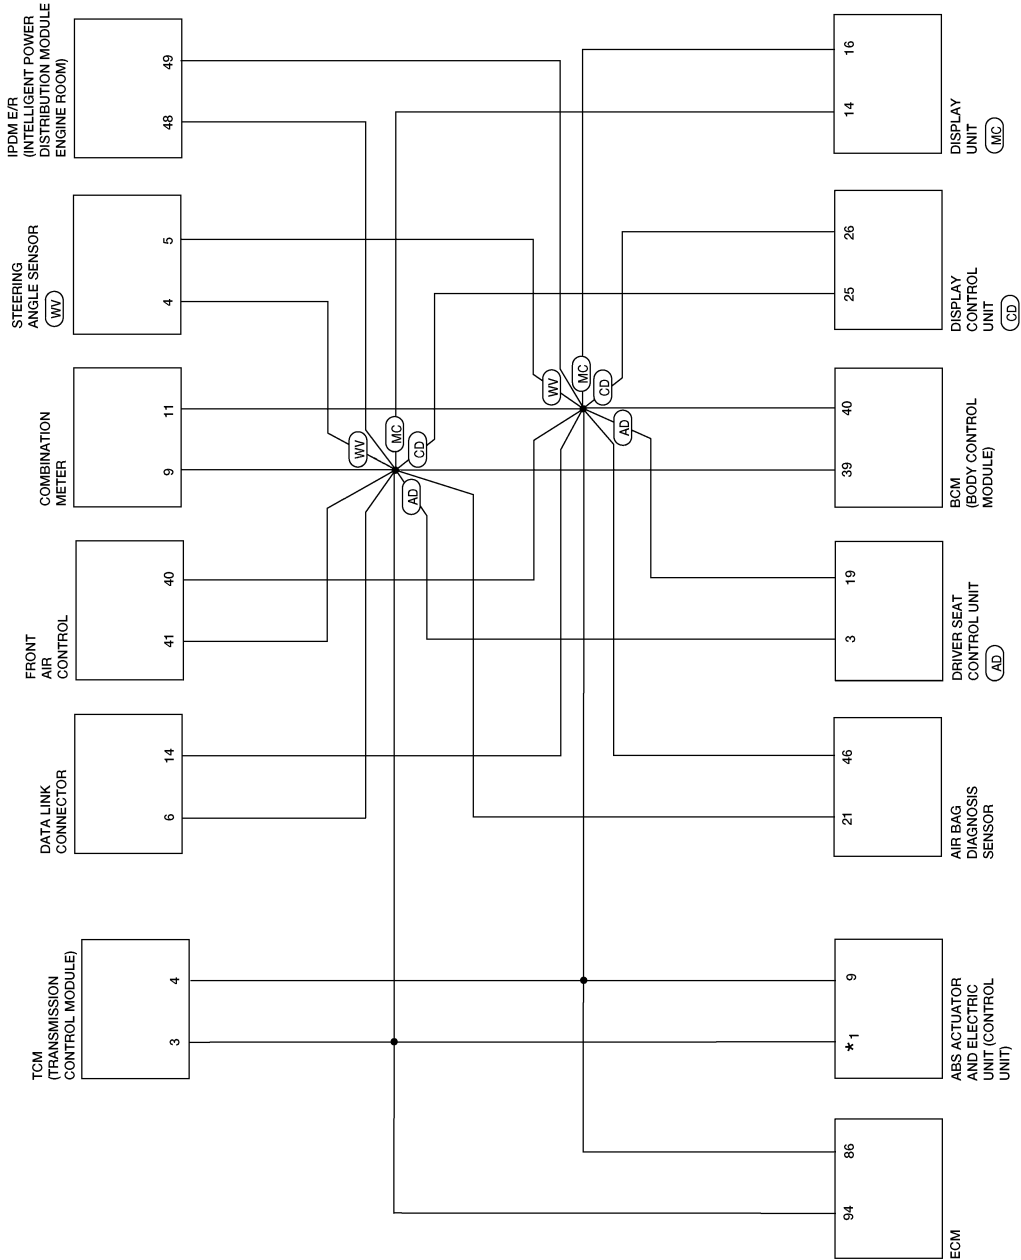 IPDM E/R
(INTELLIGENT POWER
DISTRIBUTION MODULE
ENGINE ROOM)
49
48
STEERING
ANGLE SENSOR
WV
5
4
COMBINATION
METER
11
9
FRONT
AIR
CONTROL
40
41
DATA LINK
CONNECTOR
14
6
TCM
(TRANSMISSION
CONTROL MODULE)
4
3
WV
MC
CD
AD
WV
MC
CD
AD
16
14
DISPLAY
UNIT
MC
26
25
DISPLAY
CONTROL
UNIT
CD
40
39
BCM
(BODY CONTROL
MODULE)
19
3
DRIVER SEAT
CONTROL UNIT
AD
46
21
AIR BAG
DIAGNOSIS
SENSOR
9
*1
ABS ACTUATOR
AND ELECTRIC
UNIT (CONTROL
UNIT)
86
94
ECM